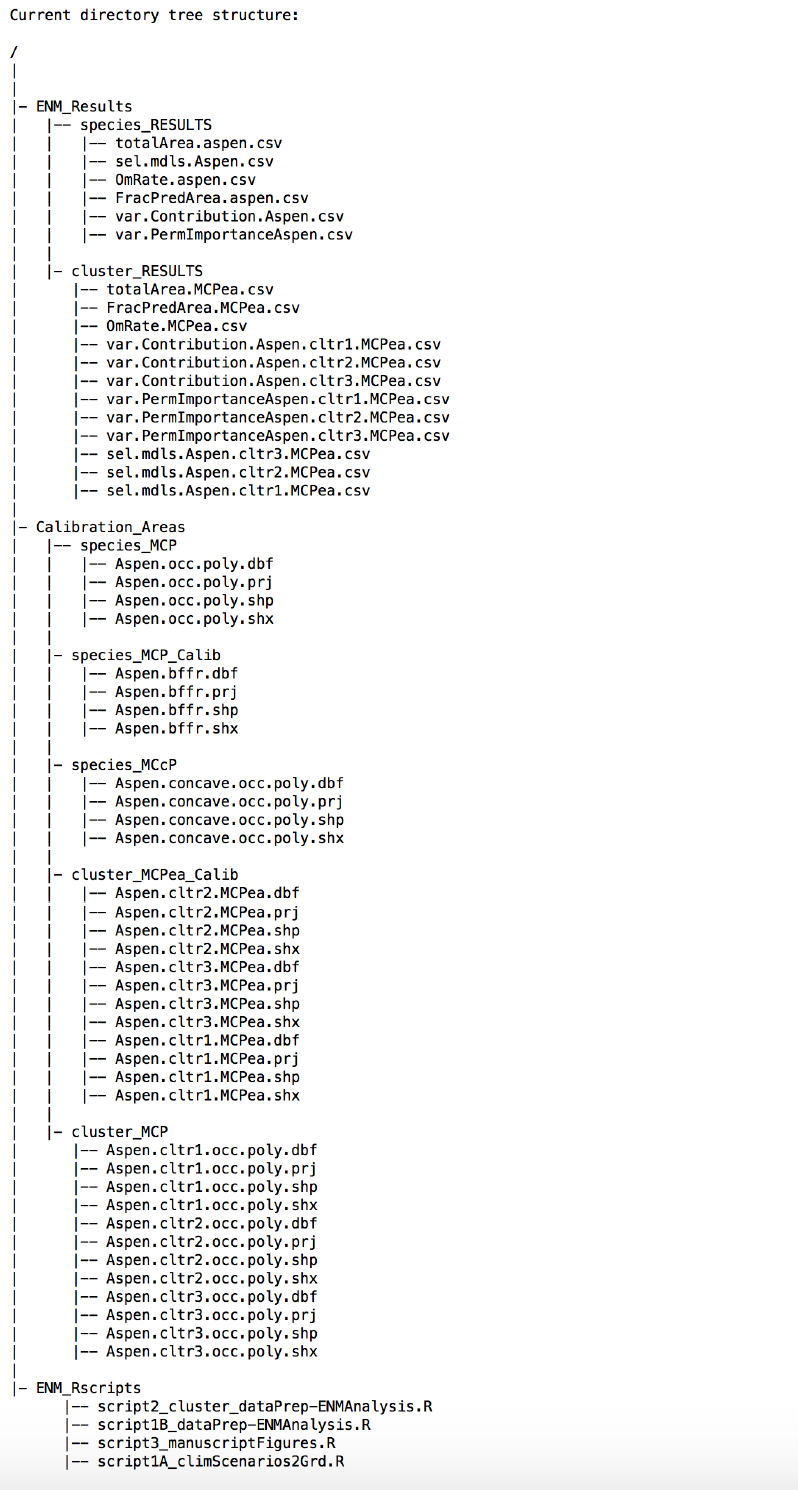 Current directory tree structure:
/
|
|
|- ENM_Results
|   |-- species_RESULTS
|   |   |-- totalArea.aspen.csv
|   |   |-- sel.mdls.Aspen.csv
|   |   |-- OmRate.aspen.csv
|   |   |-- FracPredArea.aspen.csv
|   |   |-- var.Contribution.Aspen.csv
|   |   |-- var.PermImportanceAspen.csv
|   |
|   |- cluster_RESULTS
|      |-- totalArea.MCPea.csv
|      |-- FracPredArea.MCPea.csv
|      |-- OmRate.MCPea.csv
|      |-- var.Contribution.Aspen.cltr1.MCPea.csv
|      |-- var.Contribution.Aspen.cltr2.MCPea.csv
|      |-- var.Contribution.Aspen.cltr3.MCPea.csv
|      |-- var.PermImportanceAspen.cltr1.MCPea.csv
|      |-- var.PermImportanceAspen.cltr2.MCPea.csv
|      |-- var.PermImportanceAspen.cltr3.MCPea.csv
|      |-- sel.mdls.Aspen.cltr3.MCPea.csv
|      |-- sel.mdls.Aspen.cltr2.MCPea.csv
|      |-- sel.mdls.Aspen.cltr1.MCPea.csv
|
|- Calibration_Areas
|   |-- species_MCP
|   |   |-- Aspen.occ.poly.dbf
|   |   |-- Aspen.occ.poly.prj
|   |   |-- Aspen.occ.poly.shp
|   |   |-- Aspen.occ.poly.shx
|   |
|   |- species_MCP_Calib
|   |   |-- Aspen.bffr.dbf
|   |   |-- Aspen.bffr.prj
|   |   |-- Aspen.bffr.shp
|   |   |-- Aspen.bffr.shx
|   |
|   |- species_MCcP
|   |   |-- Aspen.concave.occ.poly.dbf
|   |   |-- Aspen.concave.occ.poly.prj
|   |   |-- Aspen.concave.occ.poly.shp
|   |   |-- Aspen.concave.occ.poly.shx
|   |
|   |- cluster_MCPea_Calib
|   |   |-- Aspen.cltr2.MCPea.dbf
|   |   |-- Aspen.cltr2.MCPea.prj
|   |   |-- Aspen.cltr2.MCPea.shp
|   |   |-- Aspen.cltr2.MCPea.shx
|   |   |-- Aspen.cltr3.MCPea.dbf
|   |   |-- Aspen.cltr3.MCPea.prj
|   |   |-- Aspen.cltr3.MCPea.shp
|   |   |-- Aspen.cltr3.MCPea.shx
|   |   |-- Aspen.cltr1.MCPea.dbf
|   |   |-- Aspen.cltr1.MCPea.prj
|   |   |-- Aspen.cltr1.MCPea.shp
|   |   |-- Aspen.cltr1.MCPea.shx
|   |
|   |- cluster_MCP
|      |-- Aspen.cltr1.occ.poly.dbf
|      |-- Aspen.cltr1.occ.poly.prj
|      |-- Aspen.cltr1.occ.poly.shp
|      |-- Aspen.cltr1.occ.poly.shx
|      |-- Aspen.cltr2.occ.poly.dbf
|      |-- Aspen.cltr2.occ.poly.prj
|      |-- Aspen.cltr2.occ.poly.shp
|      |-- Aspen.cltr2.occ.poly.shx
|      |-- Aspen.cltr3.occ.poly.dbf
|      |-- Aspen.cltr3.occ.poly.prj
|      |-- Aspen.cltr3.occ.poly.shp
|      |-- Aspen.cltr3.occ.poly.shx
|
|- ENM_Rscripts
      |-- script2_cluster_dataPrep-ENMAnalysis.R
      |-- script1B_dataPrep-ENMAnalysis.R
      |-- script3_manuscriptFigures.R
      |-- script1A_climScenarios2Grd.R